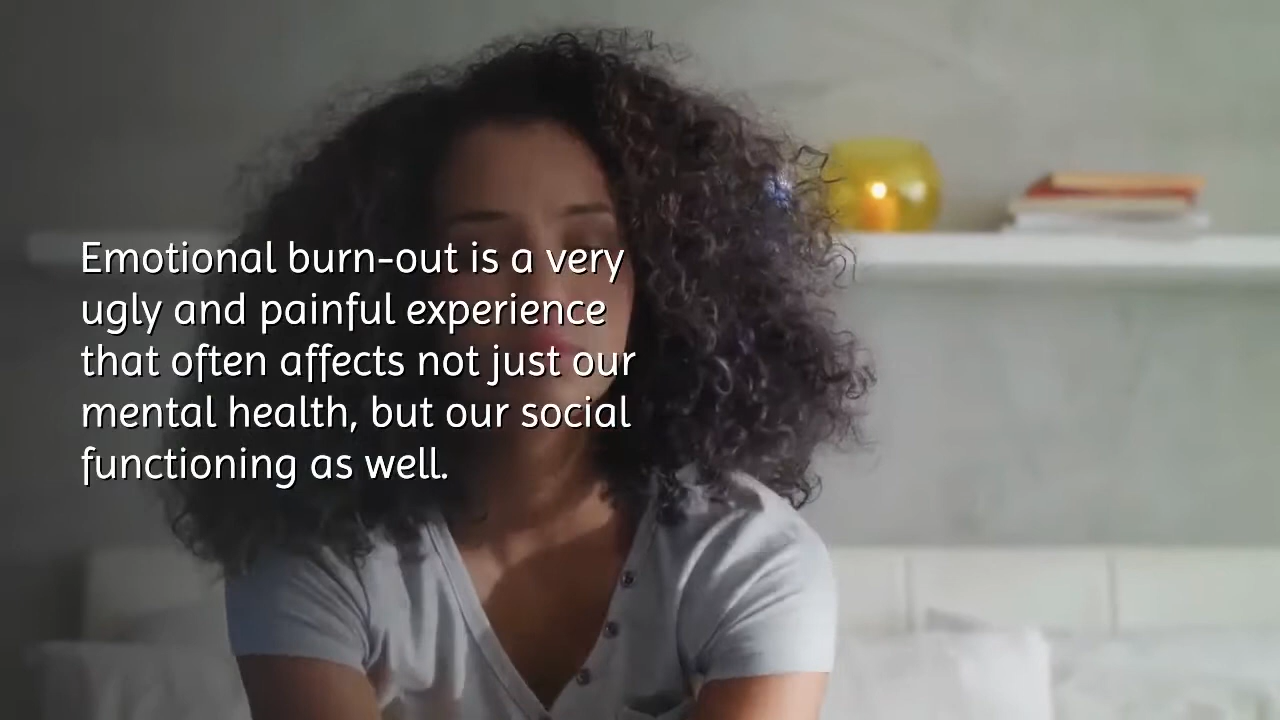 Emotional burn-out is a very
ugly and painful experience
that often affects not just our
mental health, but our social
functioning as well.